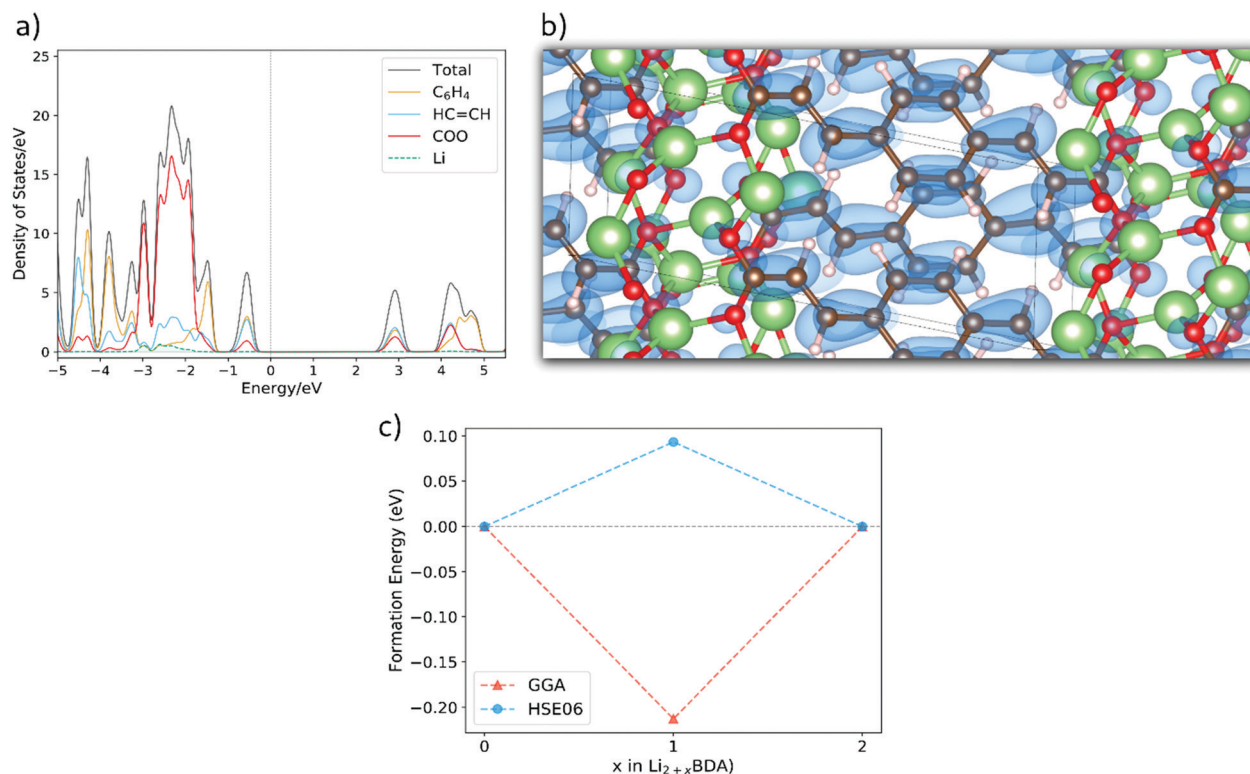 a)
25
20
15
10
5
0
Density of States/eV
Total
C₆H₄
HC=CH
COO
Li
−5 −4 −3 −2 −1 0 1 2 3 4 5
Energy/eV
b)
c)
0.10
0.05
0.00
−0.05
−0.10
−0.15
−0.20
Formation Energy (eV)
GGA
HSE06
0 1 2
x in Li₂₊ₓBDA)